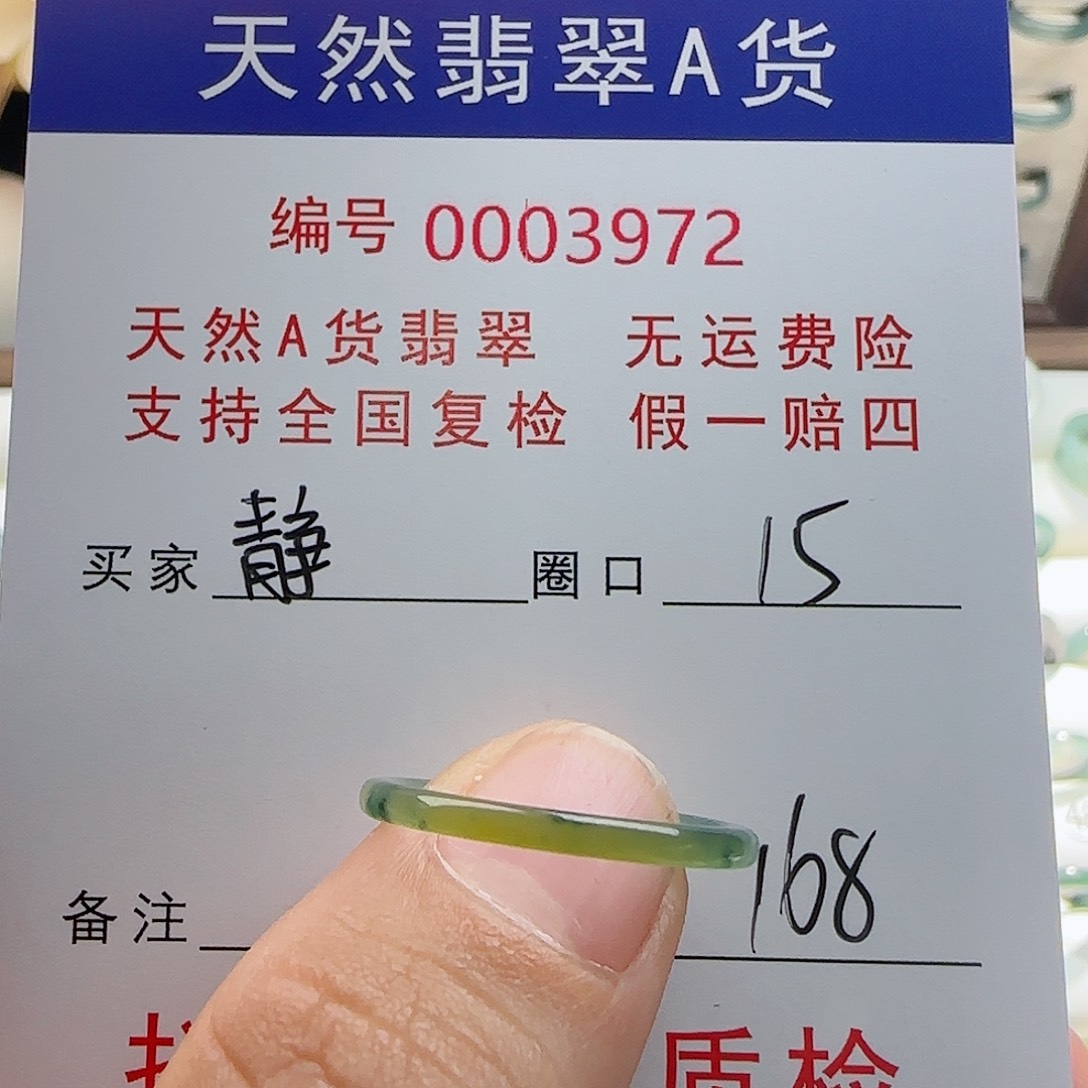 天然翡翠A货
编号 0003972
天然A货翡翠 无运费险
支持全国复检 假一赔四
买家 静 圈口 15
备注 168
质检